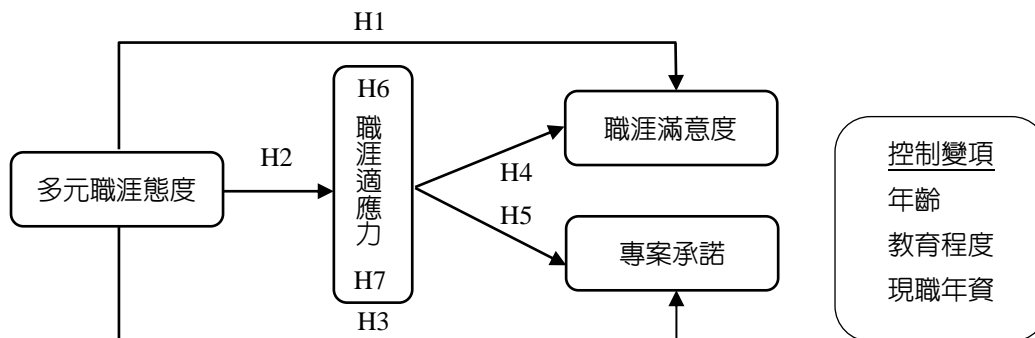 H1
H6
職涯適應力
H7
多元職涯態度
H2
H4
H5
職涯滿意度
專案承諾
H3
控制變項
年齡
教育程度
現職年資